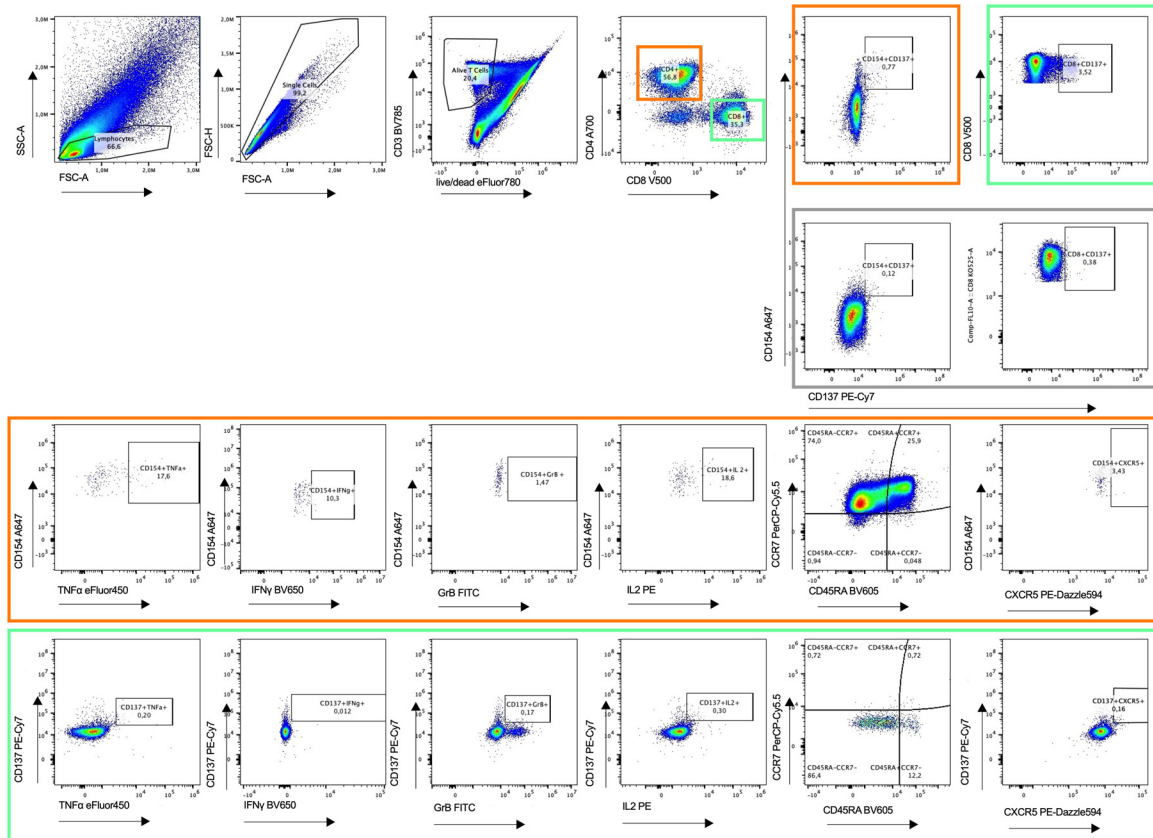 SSC-A
3,0M
2,0M
1,0M
0
Lymphocytes
66,6
0 1,0M 2,0M 3,0M
FSC-A
FSC-H
2,0M
1,5M
1,0M
500K
0
Single Cells
99,2
0 1,0M 2,0M 3,0M
FSC-A
CD3 BV785
Alive T Cells
20,4
live/dead eFluor780
CD4 A700
CD4+
56,8
CD8+
35,3
CD8 V500
CD154+CD137+
0,77
CD8 V500
CD8+CD137+
3,52
CD154 A647
CD154+CD137+
0,12
Comp-FL10-A :: CD8 KO525-A
CD8+CD137+
0,38
CD137 PE-Cy7
CD154 A647
CD154+TNFa+
17,6
TNFα eFluor450
CD154 A647
CD154+IFNg+
10,3
IFNγ BV650
CD154 A647
CD154+GrB +
1,47
GrB FITC
CD154 A647
CD154+IL 2+
18,6
IL2 PE
CCR7 PerCP-Cy5.5
CD45RA-CCR7+
74,0
CD45RA+CCR7+
25,9
CD45RA-CCR7-
0,94
CD45RA+CCR7-
0,048
CD45RA BV605
CD154 A647
CD154+CXCR5+
3,43
CXCR5 PE-Dazzle594
CD137 PE-Cy7
CD137+TNFa+
0,20
TNFα eFluor450
CD137 PE-Cy7
CD137+IFNg+
0,012
IFNγ BV650
CD137 PE-Cy7
CD137+GrB+
0,17
GrB FITC
CD137 PE-Cy7
CD137+IL2+
0,30
IL2 PE
CCR7 PerCP-Cy5.5
CD45RA-CCR7+
0,72
CD45RA+CCR7+
0,72
CD45RA-CCR7-
86,4
CD45RA+CCR7-
12,2
CD45RA BV605
CD137 PE-Cy7
CD137+CXCR5+
0,16
CXCR5 PE-Dazzle594